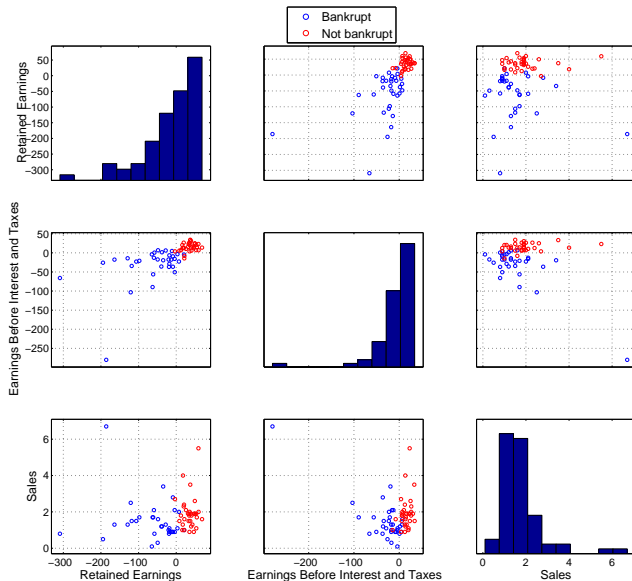 Bankrupt
Not bankrupt
Retained Earnings
50
0
−50
−100
−150
−200
−250
−300
Earnings Before Interest and Taxes
50
0
−50
−100
−150
−200
−250
Sales
6
4
2
0
−300 −200 −100 0
Retained Earnings
−200 −100 0
Earnings Before Interest and Taxes
0 2 4 6
Sales